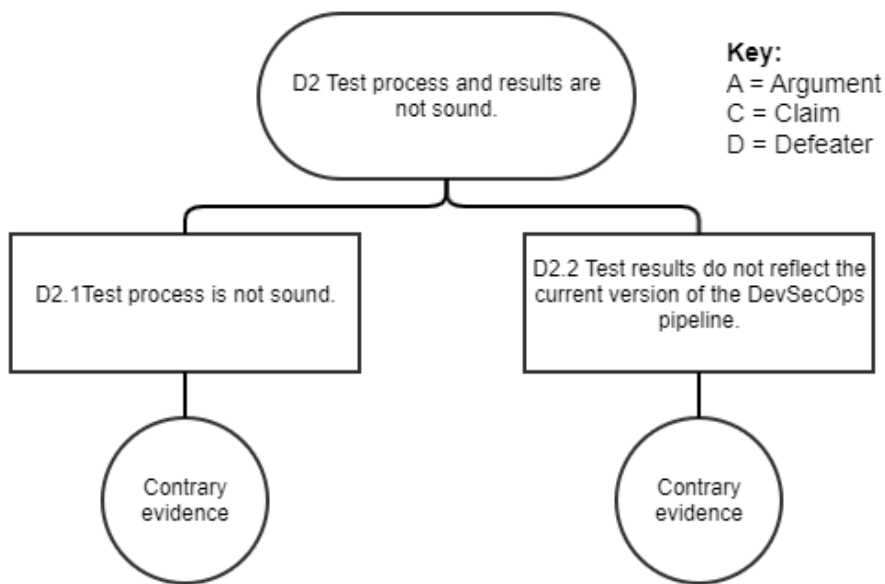 D2 Test process and results are
not sound.
Key:
A = Argument
C = Claim
D = Defeater
D2.1Test process is not sound.
D2.2 Test results do not reflect the
current version of the DevSecOps
pipeline.
Contrary
evidence
Contrary
evidence